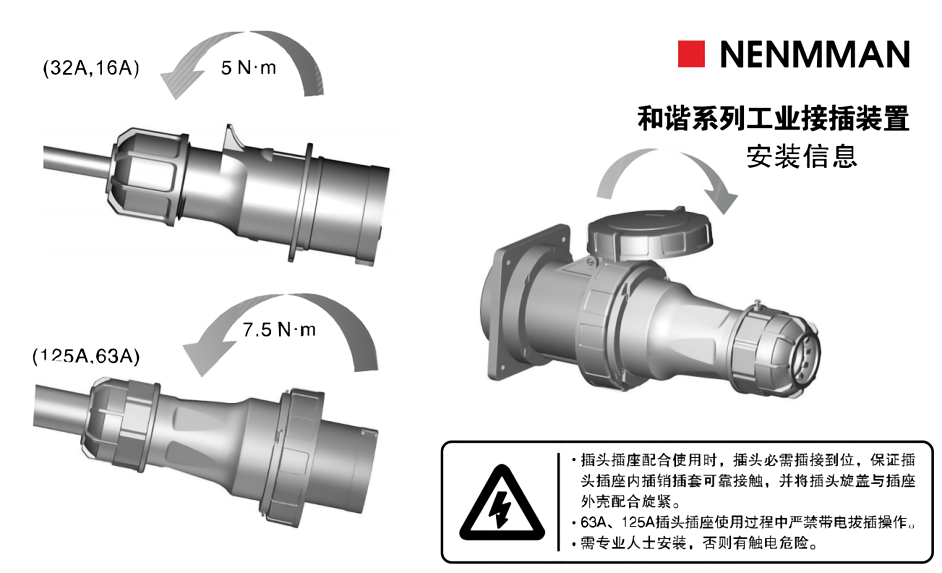 (32A,16A)
5 N·m
NENMMAN
和谐系列工业接插装置
安装信息
7.5 N·m
(125A,63A)
·插头插座配合使用时，插头必需插接到位，保证插
头插座内插销插套可靠接触，并将插头旋盖与插座
外壳配合旋紧。
·63A、125A插头插座使用过程中严禁带电拔插操作。
·需专业人士安装，否则有触电危险。